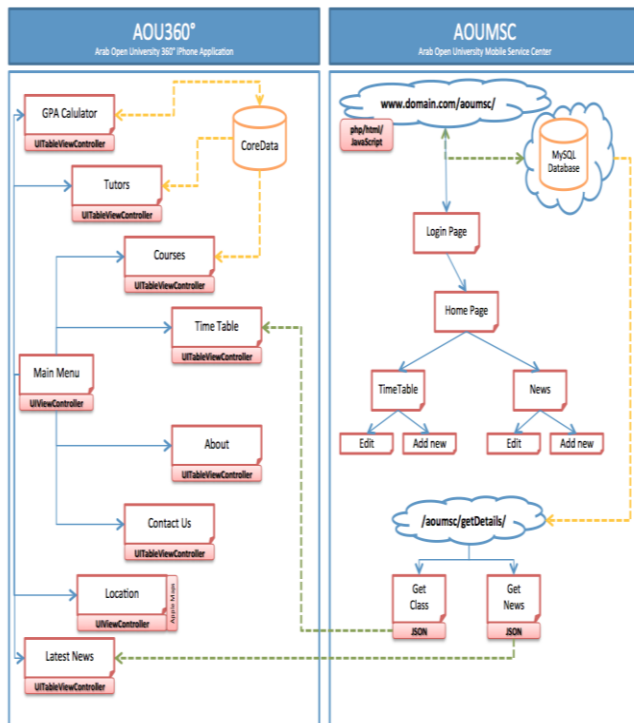 AOU360°
Arab Open University 360° iPhone Application
GPA Calulator
UITableViewController
CoreData
Tutors
UITableViewController
Courses
UITableViewController
Time Table
UITableViewController
Main Menu
UIViewController
About
UITableViewController
Contact Us
UITableViewController
Location
UIViewController
Apple Maps
Latest News
UITableViewController
AOUMSC
Arab Open University Mobile Service Center
www.domain.com/aoumsc/
php/html/
JavaScript
MySQL
Database
Login Page
Home Page
TimeTable
News
Edit
Add new
Edit
Add new
/aoumsc/getDetails/
Get
Class
JSON
Get
News
JSON